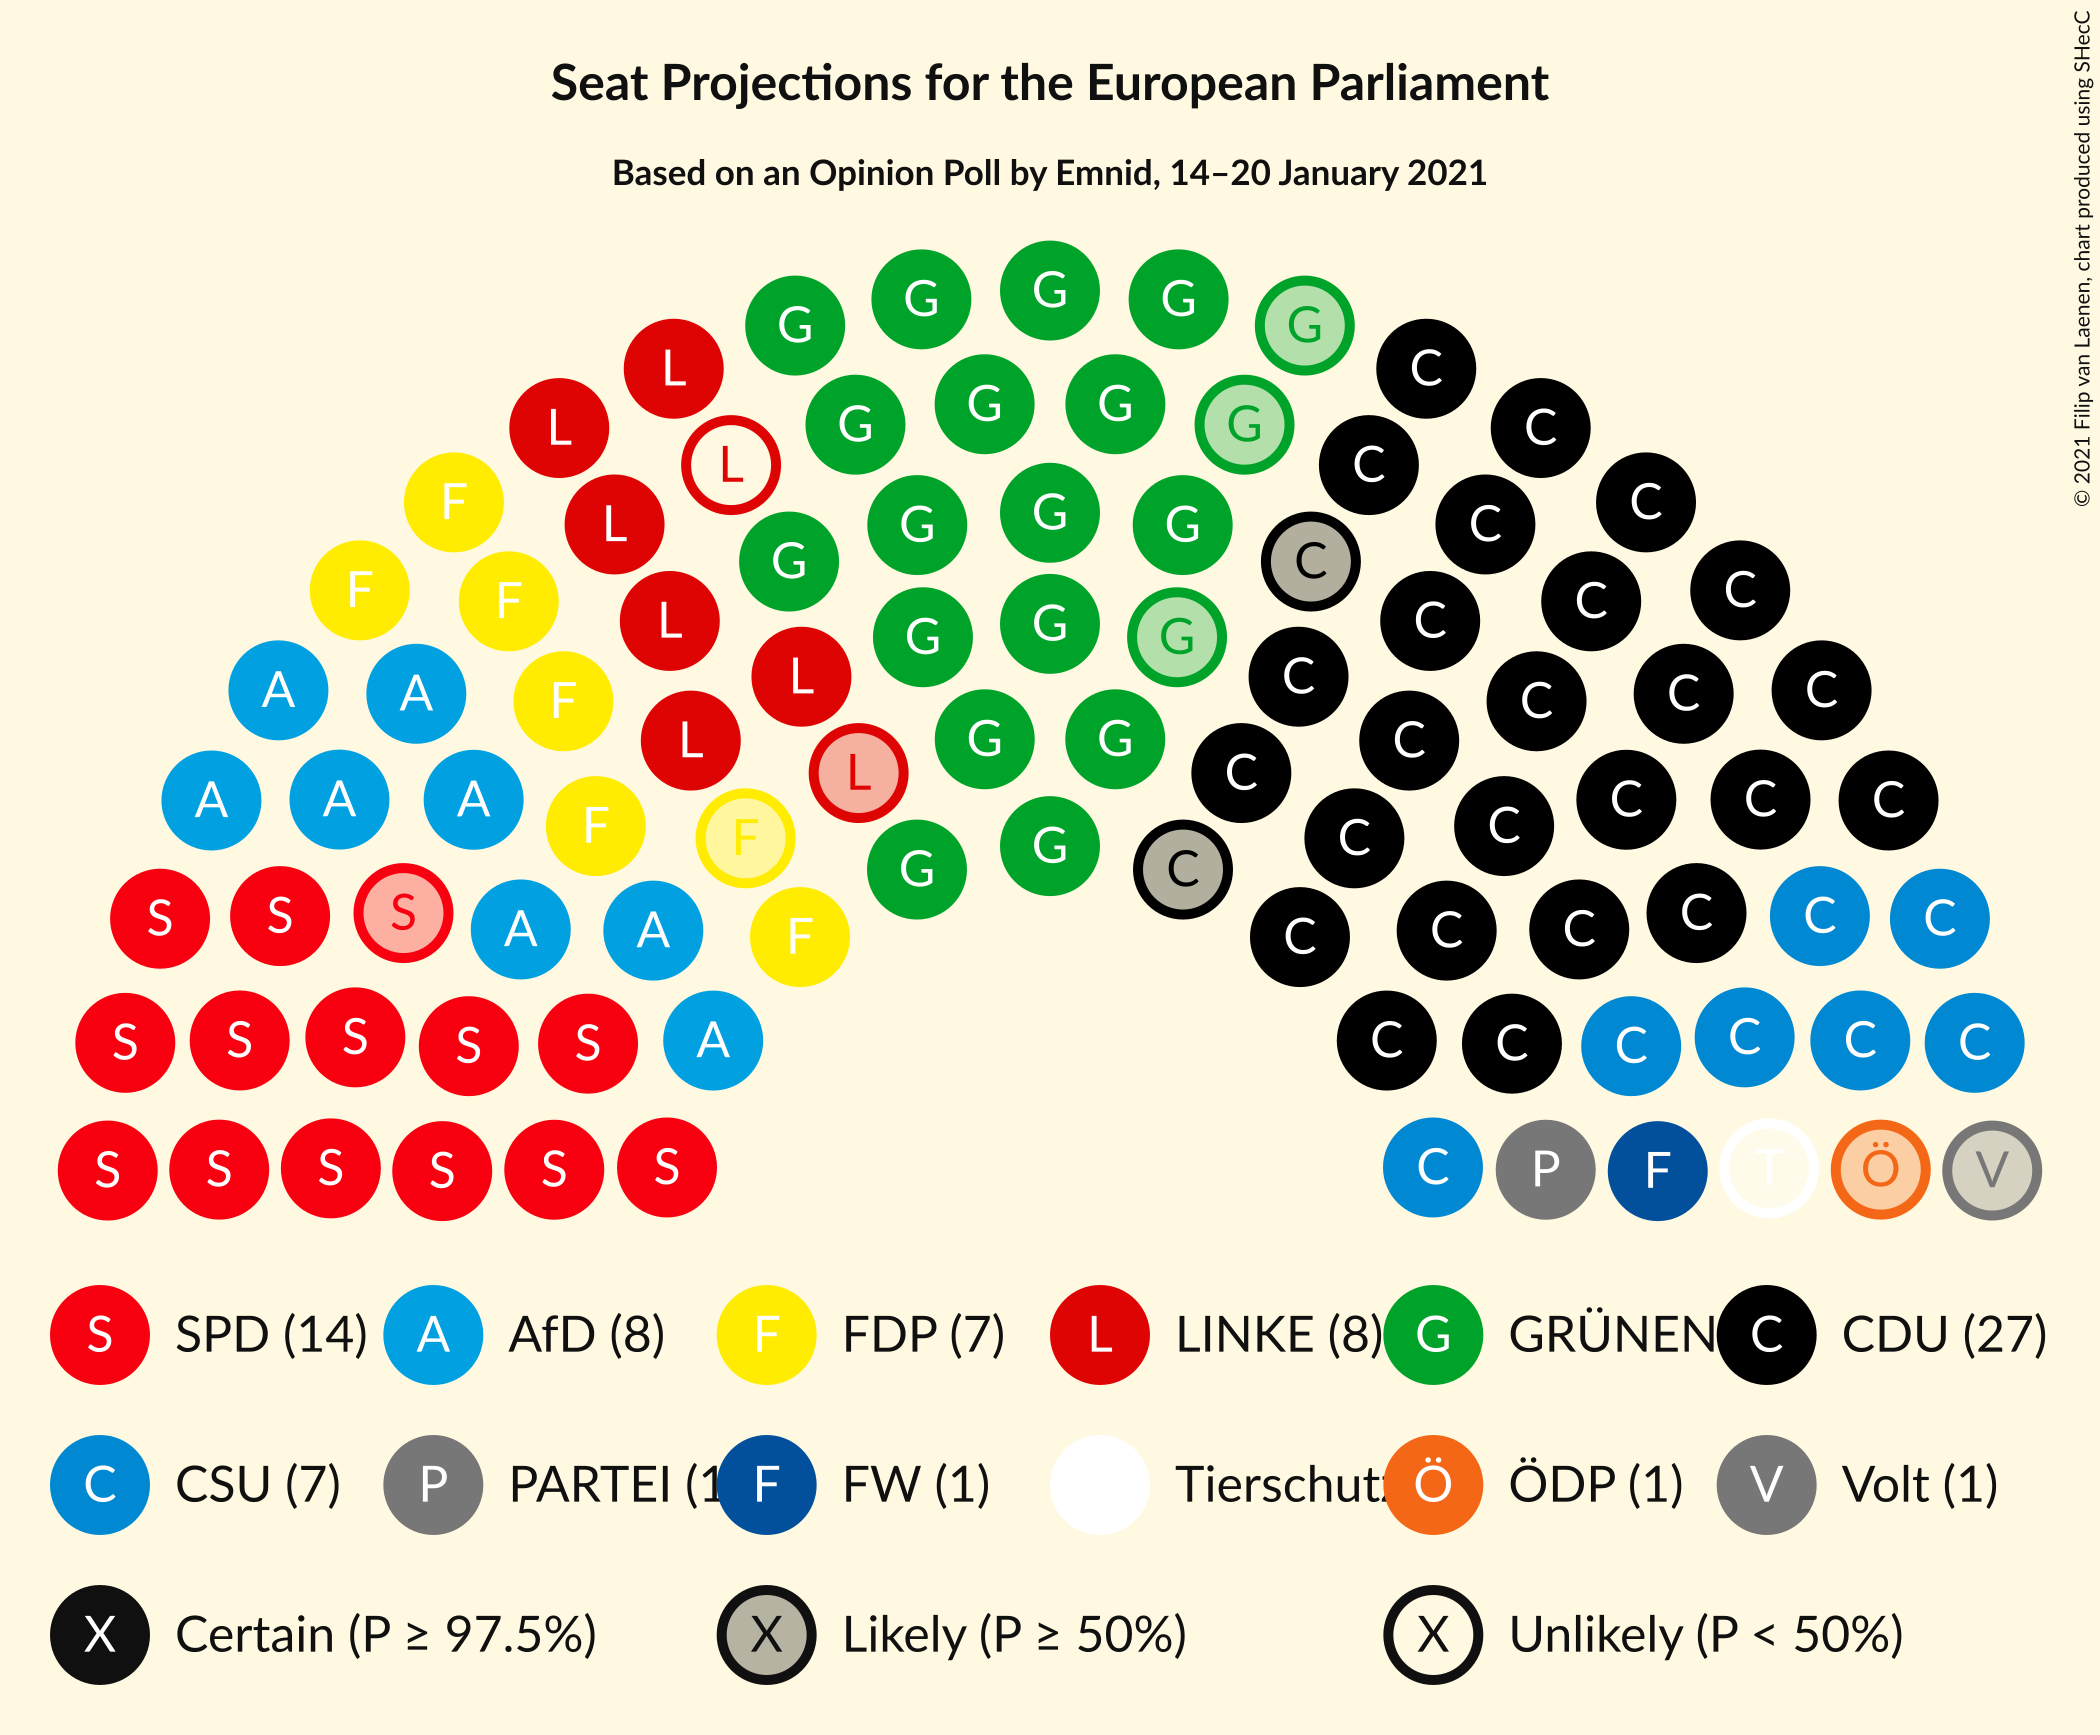 Seat Projections for the European Parliament
Based on an Opinion Poll by Emnid, 14–20 January 2021
© 2021 Filip van Laenen, chart produced using SHecC
G G G G G
L C
L G G G G C
F L C C
L G G G C
F F L G C C C
L G G G C
A A F L C C C C
L G G C
A A A F L C C C C
F L C C
S S S A A F G G C C C C C C C
S S S S S A C C C C C C
S S S S S S C P F T Ö V
S SPD (14) A AfD (8) F FDP (7) L LINKE (8) G GRÜNEN C CDU (27)
C CSU (7) P PARTEI (1 F FW (1) Tierschutz Ö ÖDP (1) V Volt (1)
X Certain (P ≥ 97.5%) X Likely (P ≥ 50%) X Unlikely (P < 50%)